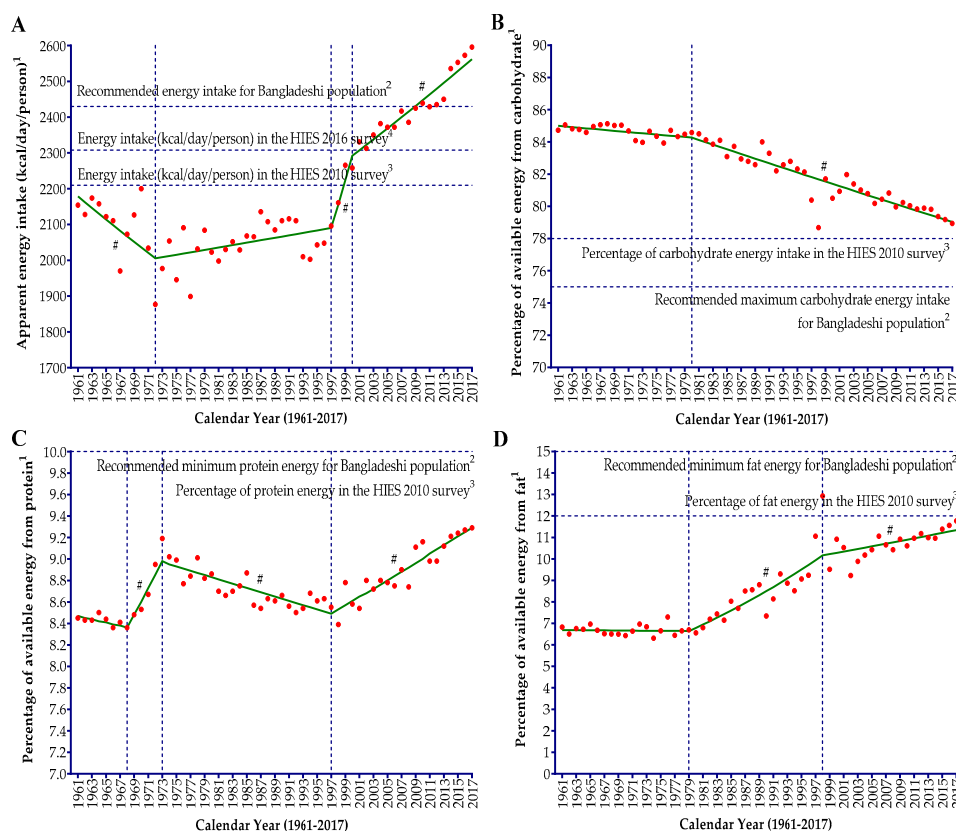 A
Apparent energy intake (kcal/day/person)¹
2600
2500
2400
2300
2200
2100
2000
1900
1800
1700
Recommended energy intake for Bangladeshi population²
Energy intake (kcal/day/person) in the HIES 2016 survey⁴
Energy intake (kcal/day/person) in the HIES 2010 survey³
#
#
#
1961 1963 1965 1967 1969 1971 1973 1975 1977 1979 1981 1983 1985 1987 1989 1991 1993 1995 1997 1999 2001 2003 2005 2007 2009 2011 2013 2015 2017
Calendar Year (1961-2017)
B
Percentage of available energy from carbohydrate¹
90
88
86
84
82
80
78
76
74
72
70
#
Percentage of carbohydrate energy intake in the HIES 2010 survey³
Recommended maximum carbohydrate energy intake
for Bangladeshi population²
1961 1963 1965 1967 1969 1971 1973 1975 1977 1979 1981 1983 1985 1987 1989 1991 1993 1995 1997 1999 2001 2003 2005 2007 2009 2011 2013 2015 2017
Calendar Year (1961-2017)
C
Percentage of available energy from protein¹
10.0
9.8
9.6
9.4
9.2
9.0
8.8
8.6
8.4
8.2
8.0
7.8
7.6
7.4
7.2
7.0
Recommended minimum protein energy for Bangladeshi population²
Percentage of protein energy in the HIES 2010 survey³
#
#
#
1961 1963 1965 1967 1969 1971 1973 1975 1977 1979 1981 1983 1985 1987 1989 1991 1993 1995 1997 1999 2001 2003 2005 2007 2009 2011 2013 2015 2017
Calendar Year (1961-2017)
D
Percentage of available energy from fat¹
15
14
13
12
11
10
9
8
7
6
5
4
3
2
1
0
Recommended minimum fat energy for Bangladeshi population²
Percentage of fat energy in the HIES 2010 survey³
#
#
1961 1963 1965 1967 1969 1971 1973 1975 1977 1979 1981 1983 1985 1987 1989 1991 1993 1995 1997 1999 2001 2003 2005 2007 2009 2011 2013 2015 2017
Calendar Year (1961-2017)